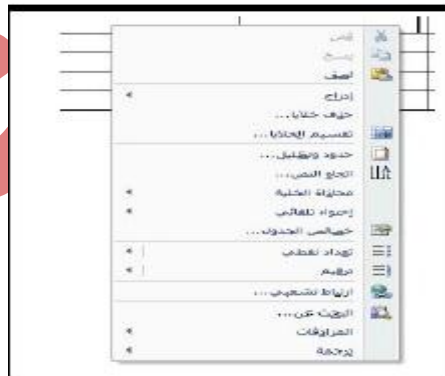 قص
نسخ
لصق
إدراج
حذف خلايا...
تقسيم الخلايا...
حدود وتظليل...
اتجاه النص...
محاذاة الخلية
احتواء تلقائي
خصائص الجدول...
تعداد نقطي
ترقيم
ارتباط تشعبي...
البحث عن...
المرادفات
ترجمة